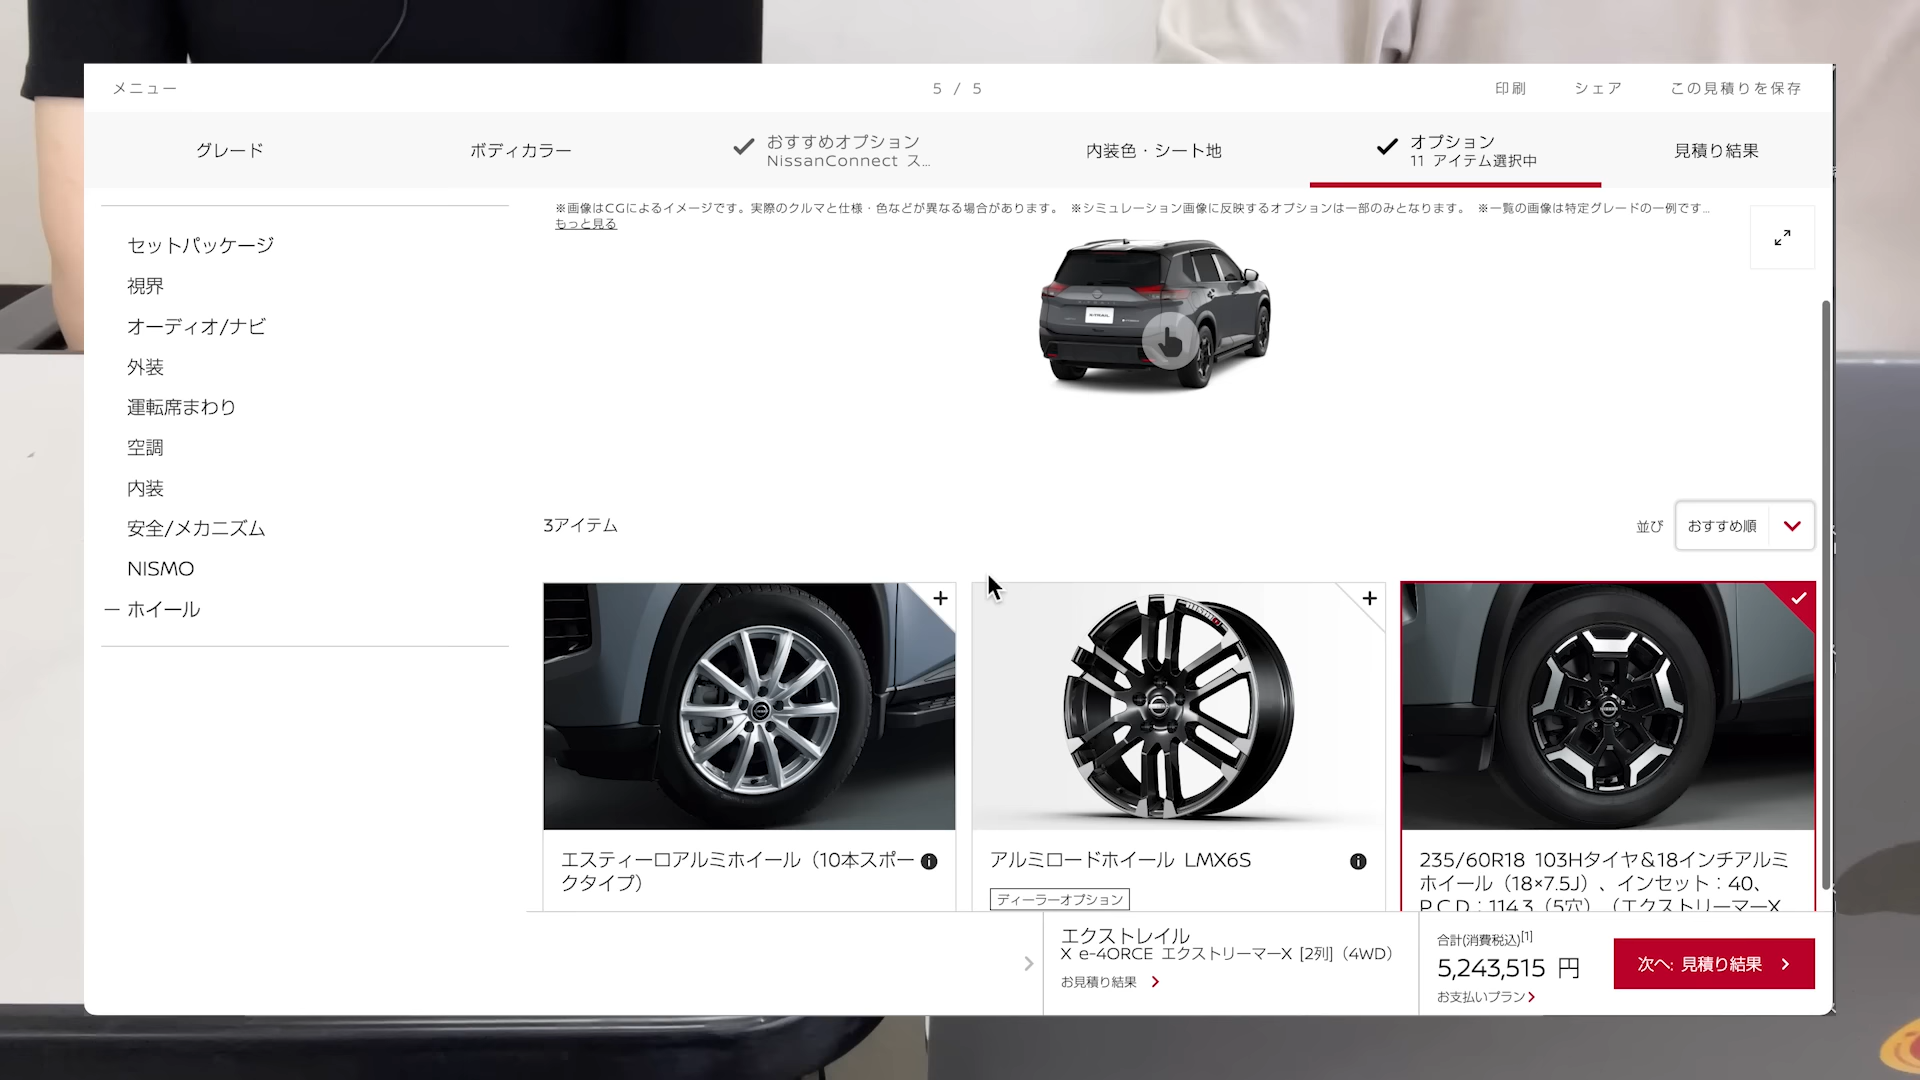 メニュー
5 / 5
印刷
シェア
この見積りを保存
グレード
ボディカラー
おすすめオプション
NissanConnect ス...
内装色・シート地
オプション
11 アイテム選択中
見積り結果
※画像はCGによるイメージです。実際のクルマと仕様・色などが異なる場合があります。 ※シミュレーション画像に反映するオプションは一部のみとなります。 ※一覧の画像は特定グレードの一例です...
もっと見る
セットパッケージ
視界
オーディオ/ナビ
外装
運転席まわり
空調
内装
安全/メカニズム
NISMO
ー ホイール
3アイテム
並び
おすすめ順
エスティーロアルミホイール（10本スポー
クタイプ）
アルミロードホイール LMX6S
ディーラーオプション
235/60R18 103Hタイヤ＆18インチアルミ
ホイール（18×7.5J）、インセット：40、
P.C.D：114.3（5穴）（エクストリーマーX
エクストレイル
X e-4ORCE エクストリーマーX [2列]（4WD）
お見積り結果
合計(消費税込)[1]
5,243,515 円
お支払いプラン
次へ: 見積り結果